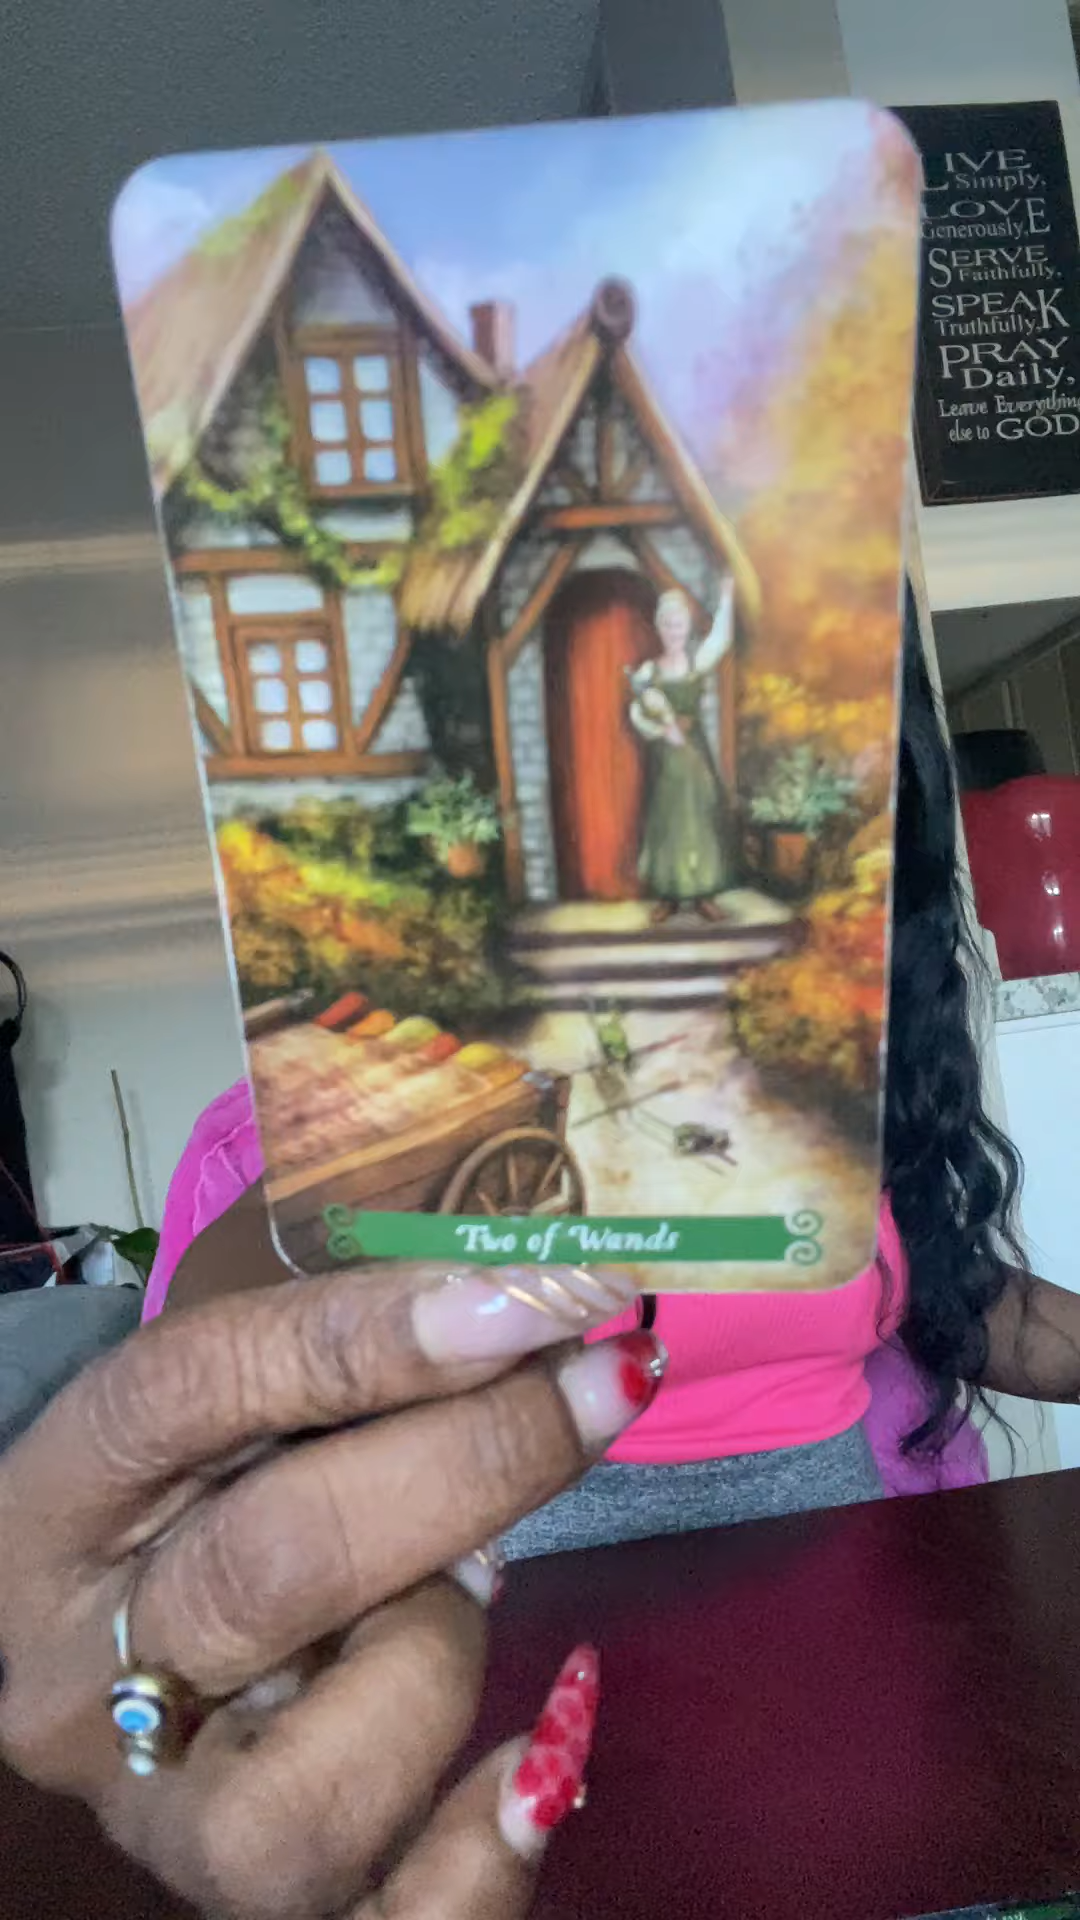 LIVE
Simply,
LOVE
Generously,
SERVE
Faithfully,
SPEAK
Truthfully,
PRAY
Daily,
Leave Everything
else to GOD
Two of Wands